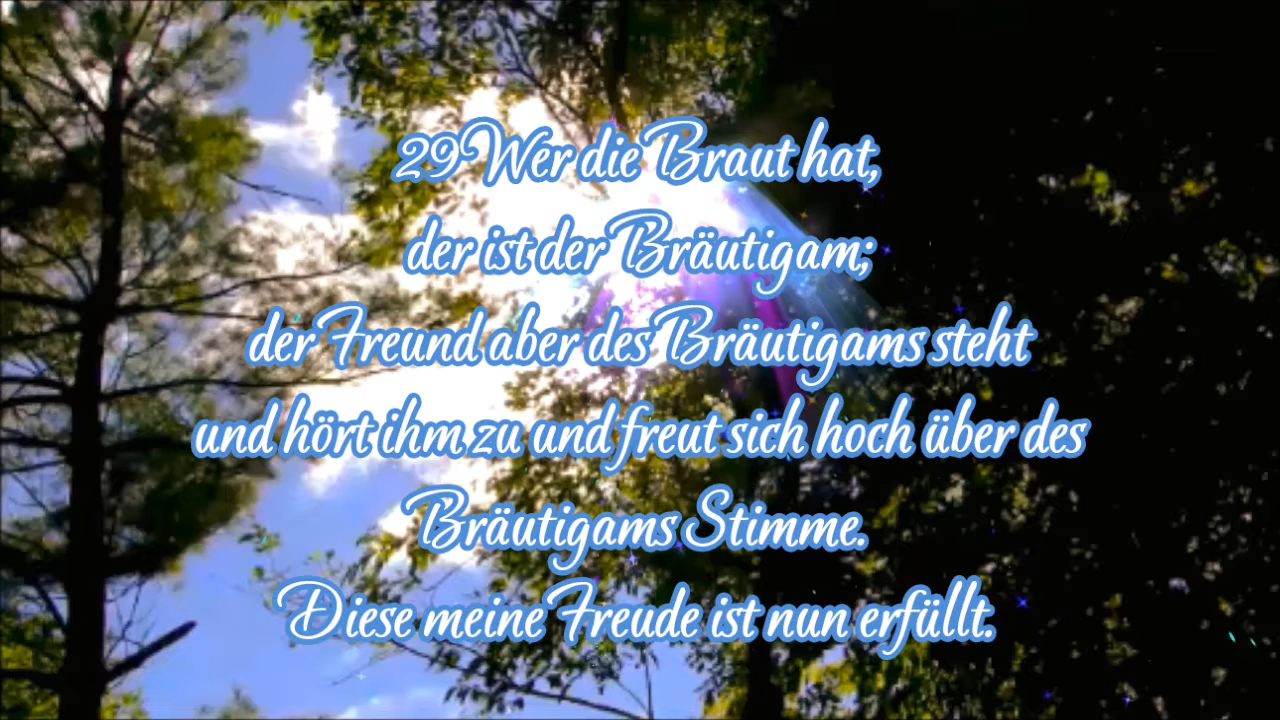 29 Wer die Braut hat,
der ist der Bräutigam;
der Freund aber des Bräutigams steht
und hört ihm zu und freut sich hoch über des
Bräutigams Stimme.
Diese meine Freude ist nun erfüllt.